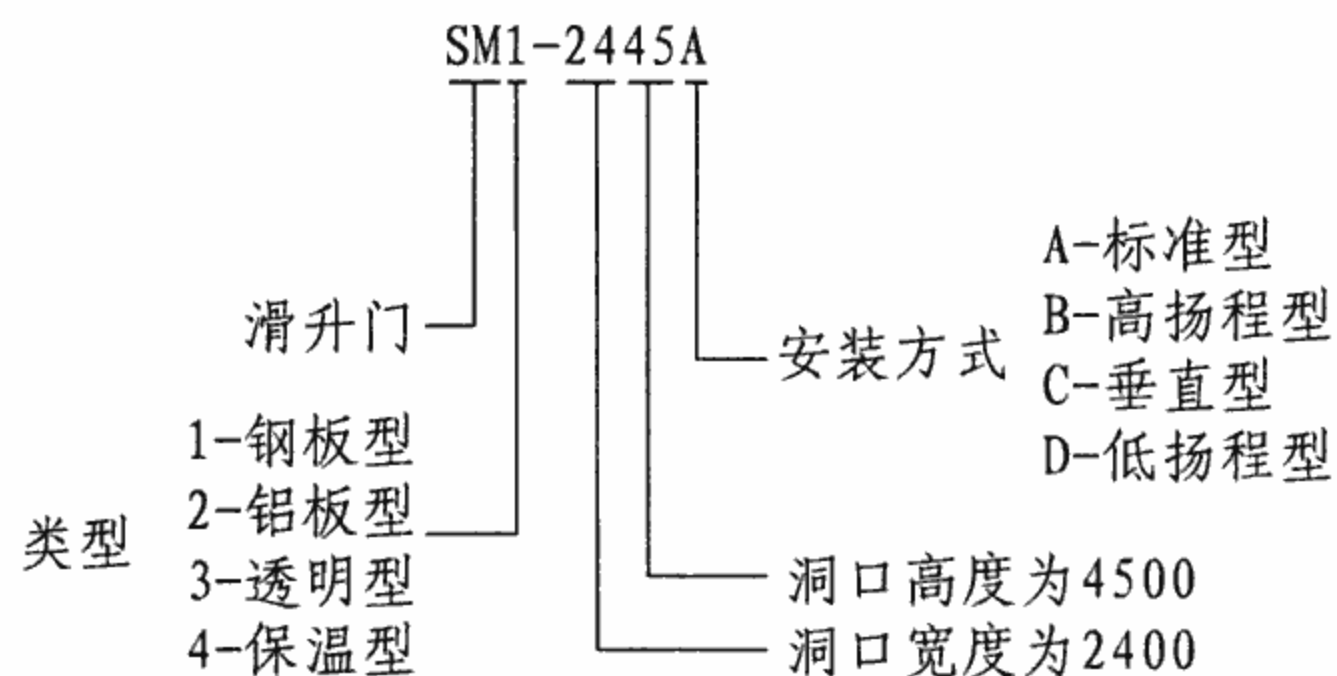 SM1-2445A
A-标准型
滑升门
B-高扬程型
安装方式
C-垂直型
1-钢板型
D-低扬程型
2-铝板型
类型
3-透明型
洞口高度为4500
4-保温型
洞口宽度为2400